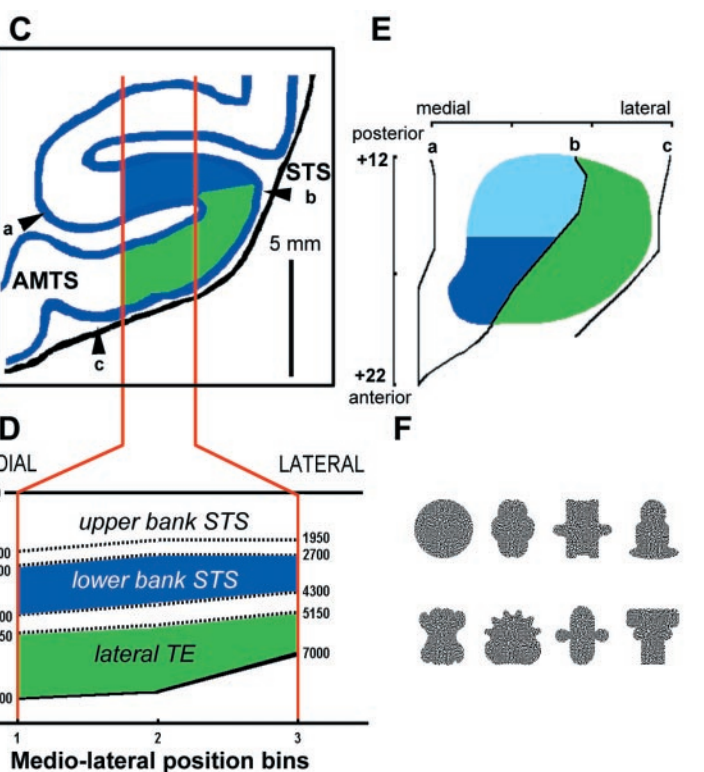 C
a
STS
b
5 mm
AMTS
c
E
medial
lateral
posterior
a
b
c
+12
+22
anterior
D
LATERAL
upper bank STS
1950
2700
lower bank STS
4300
5150
lateral TE
7000
1
2
3
Medio-lateral position bins
F